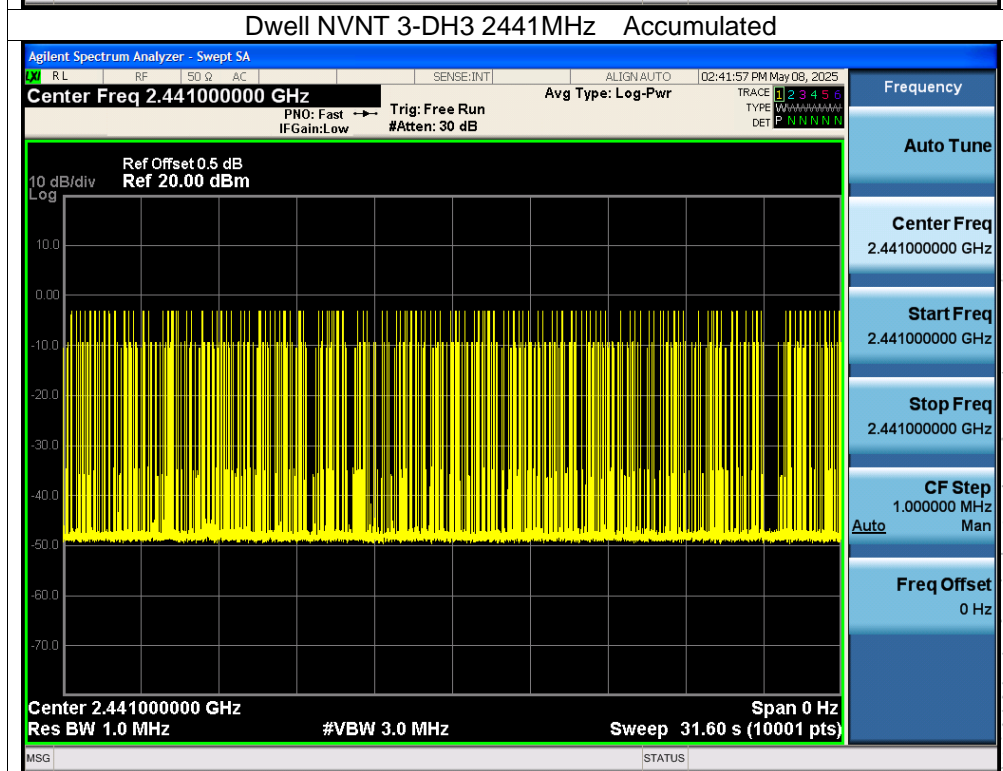 Dwell NVNT 3-DH3 2441MHz Accumulated
Agilent Spectrum Analyzer - Swept SA
LXI RL RF 50 Ω AC SENSE:INT ALIGN AUTO 02:41:57 PM May 08, 2025
Center Freq 2.441000000 GHz
PNO: Fast
IFGain:Low
Trig: Free Run
#Atten: 30 dB
Avg Type: Log-Pwr
TRACE 1 2 3 4 5 6
TYPE WWWWWW
DET P N N N N N
Ref Offset 0.5 dB
10 dB/div Ref 20.00 dBm
Log
10.0
0.00
-10.0
-20.0
-30.0
-40.0
-50.0
-60.0
-70.0
Center 2.441000000 GHz Span 0 Hz
Res BW 1.0 MHz #VBW 3.0 MHz Sweep 31.60 s (10001 pts)
MSG STATUS
Frequency
Auto Tune
Center Freq
2.441000000 GHz
Start Freq
2.441000000 GHz
Stop Freq
2.441000000 GHz
CF Step
1.000000 MHz
Auto Man
Freq Offset
0 Hz